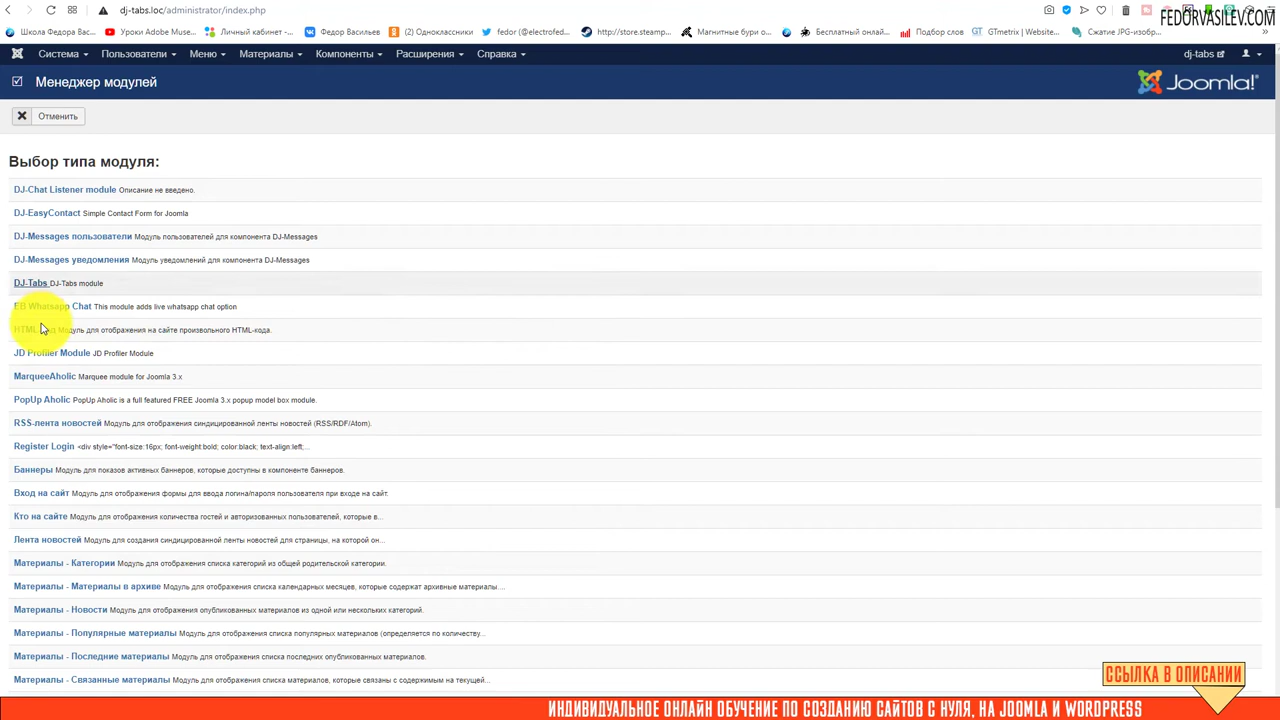 dj-tabs.loc/administrator/index.php
FEDORVASILEV.COM
Школа Федора Вас... Уроки Adobe Muse... Личный кабинет -... Федор Васильев (2) Одноклассники fedor (@electrofed... http://store.steamp... Магнитные бури о... Бесплатный онлай... Подбор слов GTmetrix | Website... Сжатие JPG-изобр... »
Система Пользователи Меню Материалы Компоненты Расширения Справка dj-tabs
Менеджер модулей Joomla!
Отменить
Выбор типа модуля:
DJ-Chat Listener module Описание не введено.
DJ-EasyContact Simple Contact Form for Joomla
DJ-Messages пользователи Модуль пользователей для компонента DJ-Messages
DJ-Messages уведомления Модуль уведомлений для компонента DJ-Messages
DJ-Tabs DJ-Tabs module
EB Whatsapp Chat This module adds live whatsapp chat option
HTML-код Модуль для отображения на сайте произвольного HTML-кода.
JD Profiler Module JD Profiler Module
MarqueeAholic Marquee module for Joomla 3.x
PopUp Aholic PopUp Aholic is a full featured FREE Joomla 3.x popup model box module.
RSS-лента новостей Модуль для отображения синдицированной ленты новостей (RSS/RDF/Atom).
Register Login <div style="font-size:16px; font-weight:bold; color:black; text-align:left;...
Баннеры Модуль для показов активных баннеров, которые доступны в компоненте баннеров.
Вход на сайт Модуль для отображения формы для ввода логина/пароля пользователя при входе на сайт.
Кто на сайте Модуль для отображения количества гостей и авторизованных пользователей, которые в...
Лента новостей Модуль для создания синдицированной ленты новостей для страницы, на которой он...
Материалы - Категории Модуль для отображения списка категорий из общей родительской категории.
Материалы - Материалы в архиве Модуль для отображения списка календарных месяцев, которые содержат архивные материалы....
Материалы - Новости Модуль для отображения опубликованных материалов из одной или нескольких категорий.
Материалы - Популярные материалы Модуль для отображения списка популярных материалов (определяется по количеству...
Материалы - Последние материалы Модуль для отображения списка последних опубликованных материалов.
Материалы - Связанные материалы Модуль для отображения списка материалов, которые связаны с содержимым на текущей...
ССЫЛКА В ОПИСАНИИ
ИНДИВИДУАЛЬНОЕ ОНЛАЙН ОБУЧЕНИЕ ПО СОЗДАНИЮ САЙТОВ С НУЛЯ, НА JOOMLA И WORDPRESS